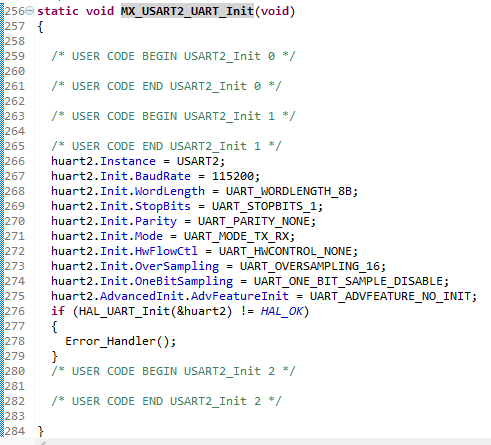 256 static void MX_USART2_UART_Init(void)
257 {
258
259 /* USER CODE BEGIN USART2_Init 0 */
260
261 /* USER CODE END USART2_Init 0 */
262
263 /* USER CODE BEGIN USART2_Init 1 */
264
265 /* USER CODE END USART2_Init 1 */
266 huart2.Instance = USART2;
267 huart2.Init.BaudRate = 115200;
268 huart2.Init.WordLength = UART_WORDLENGTH_8B;
269 huart2.Init.StopBits = UART_STOPBITS_1;
270 huart2.Init.Parity = UART_PARITY_NONE;
271 huart2.Init.Mode = UART_MODE_TX_RX;
272 huart2.Init.HwFlowCtl = UART_HWCONTROL_NONE;
273 huart2.Init.OverSampling = UART_OVERSAMPLING_16;
274 huart2.Init.OneBitSampling = UART_ONE_BIT_SAMPLE_DISABLE;
275 huart2.AdvancedInit.AdvFeatureInit = UART_ADVFEATURE_NO_INIT;
276 if (HAL_UART_Init(&huart2) != HAL_OK)
277 {
278 Error_Handler();
279 }
280 /* USER CODE BEGIN USART2_Init 2 */
281
282 /* USER CODE END USART2_Init 2 */
283
284 }